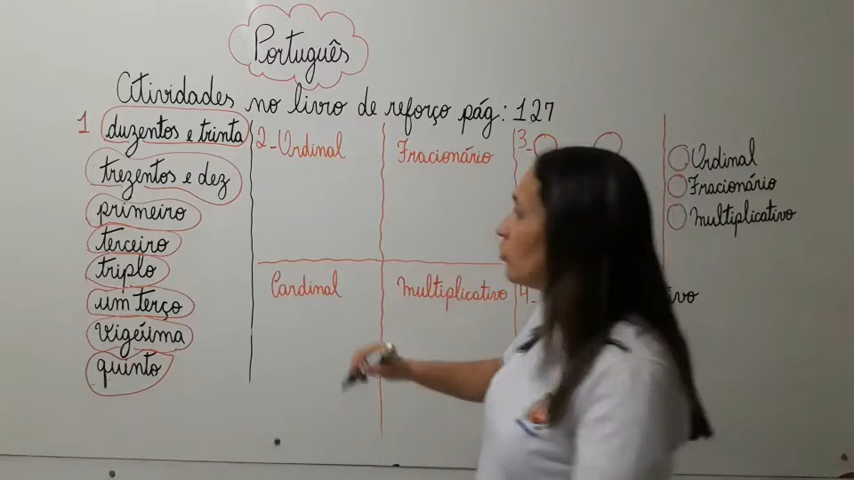 Português
Atividades no livro de reforço pág: 127
1 duzentos e trinta
trezentos e dez
primeiro
terceiro
triplo
um terço
vigésima
quinto
2- Ordinal
Fracionário
Cardinal
Multiplicativo
3-
4-
Ordinal
Fracionário
Multiplicativo